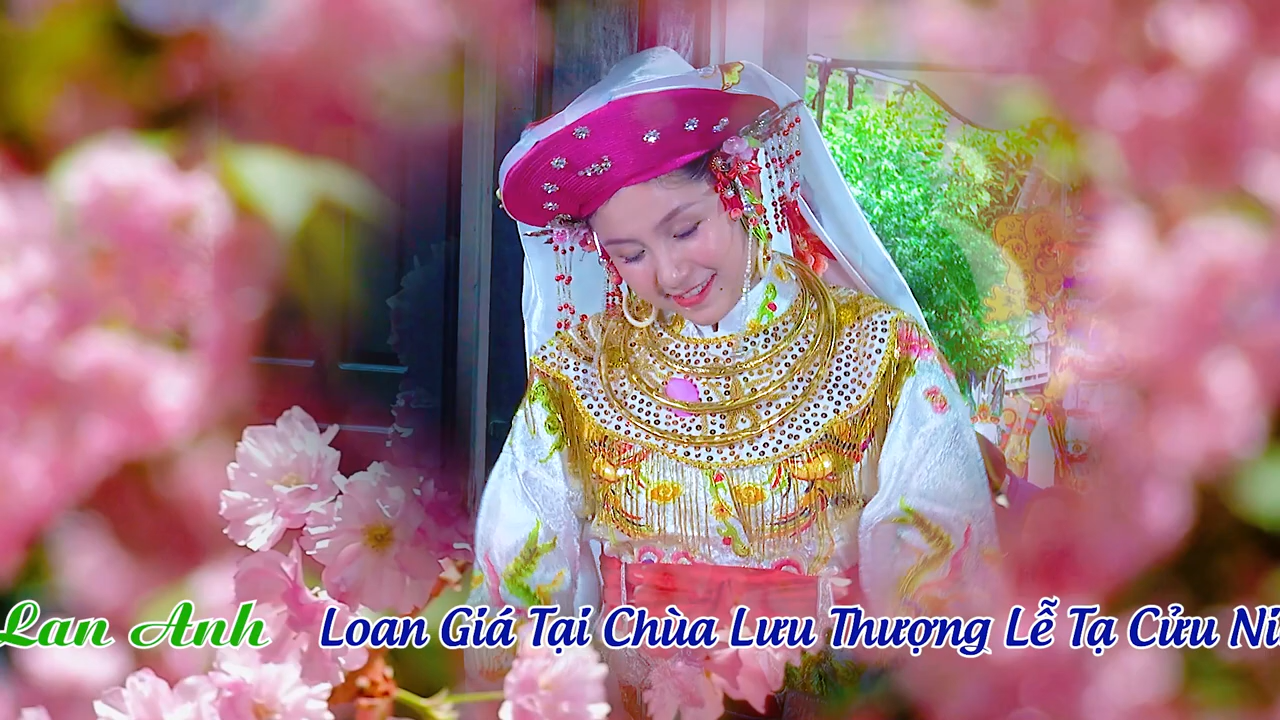 Lan Anh Loan Giá Tại Chùa Lưu Thượng Lễ Tạ Cửu